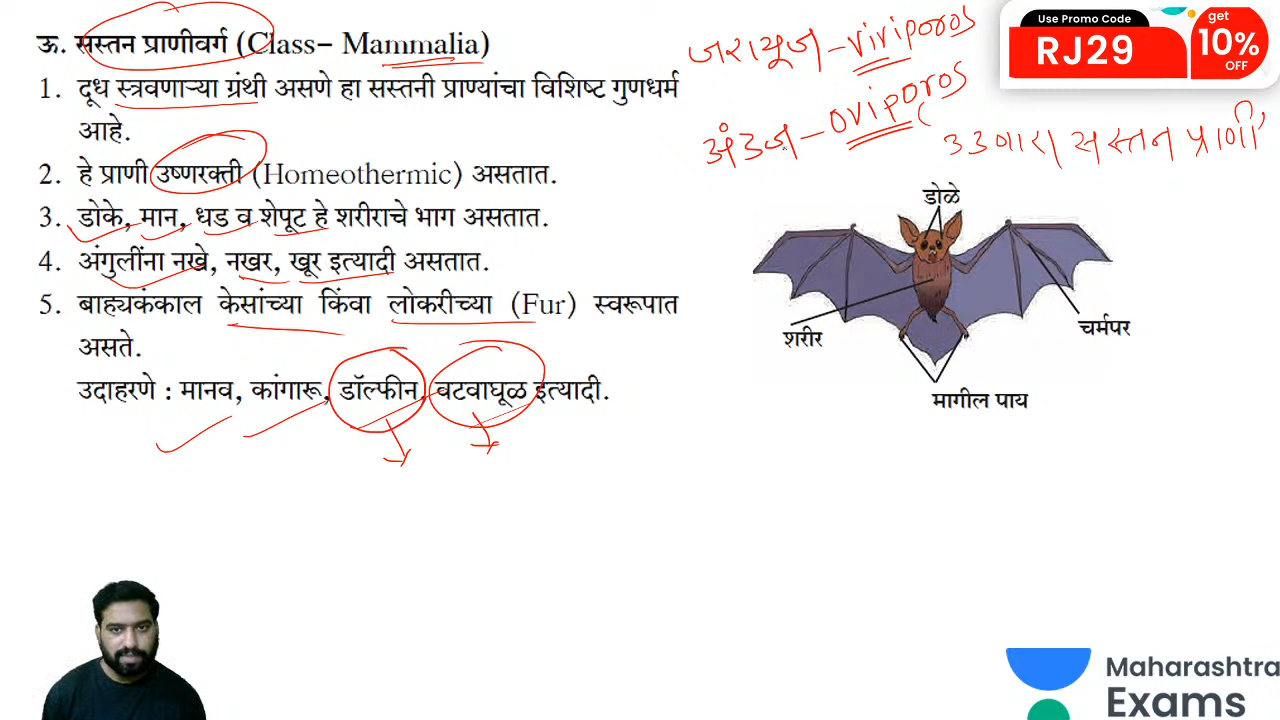 ऊ. सस्तन प्राणीवर्ग (Class– Mammalia)
1. दूध स्त्रवणाऱ्या ग्रंथी असणे हा सस्तनी प्राण्यांचा विशिष्ट गुणधर्म
आहे.
2. हे प्राणी उष्णरक्ती (Homeothermic) असतात.
3. डोके, मान, धड व शेपूट हे शरीराचे भाग असतात.
4. अंगुलींना नखे, नखर, खूर इत्यादी असतात.
5. बाह्यकंकाल केसांच्या किंवा लोकरीच्या (Fur) स्वरूपात
असते.
उदाहरणे : मानव, कांगारू, डॉल्फीन, वटवाघूळ इत्यादी.
जरायूज – viviporos
अंडज – oviporos
उडणारा सस्तन प्राणी
डोळे
शरीर
चर्मपर
मागील पाय
Use Promo Code
RJ29
get
10%
OFF
Maharashtra
Exams